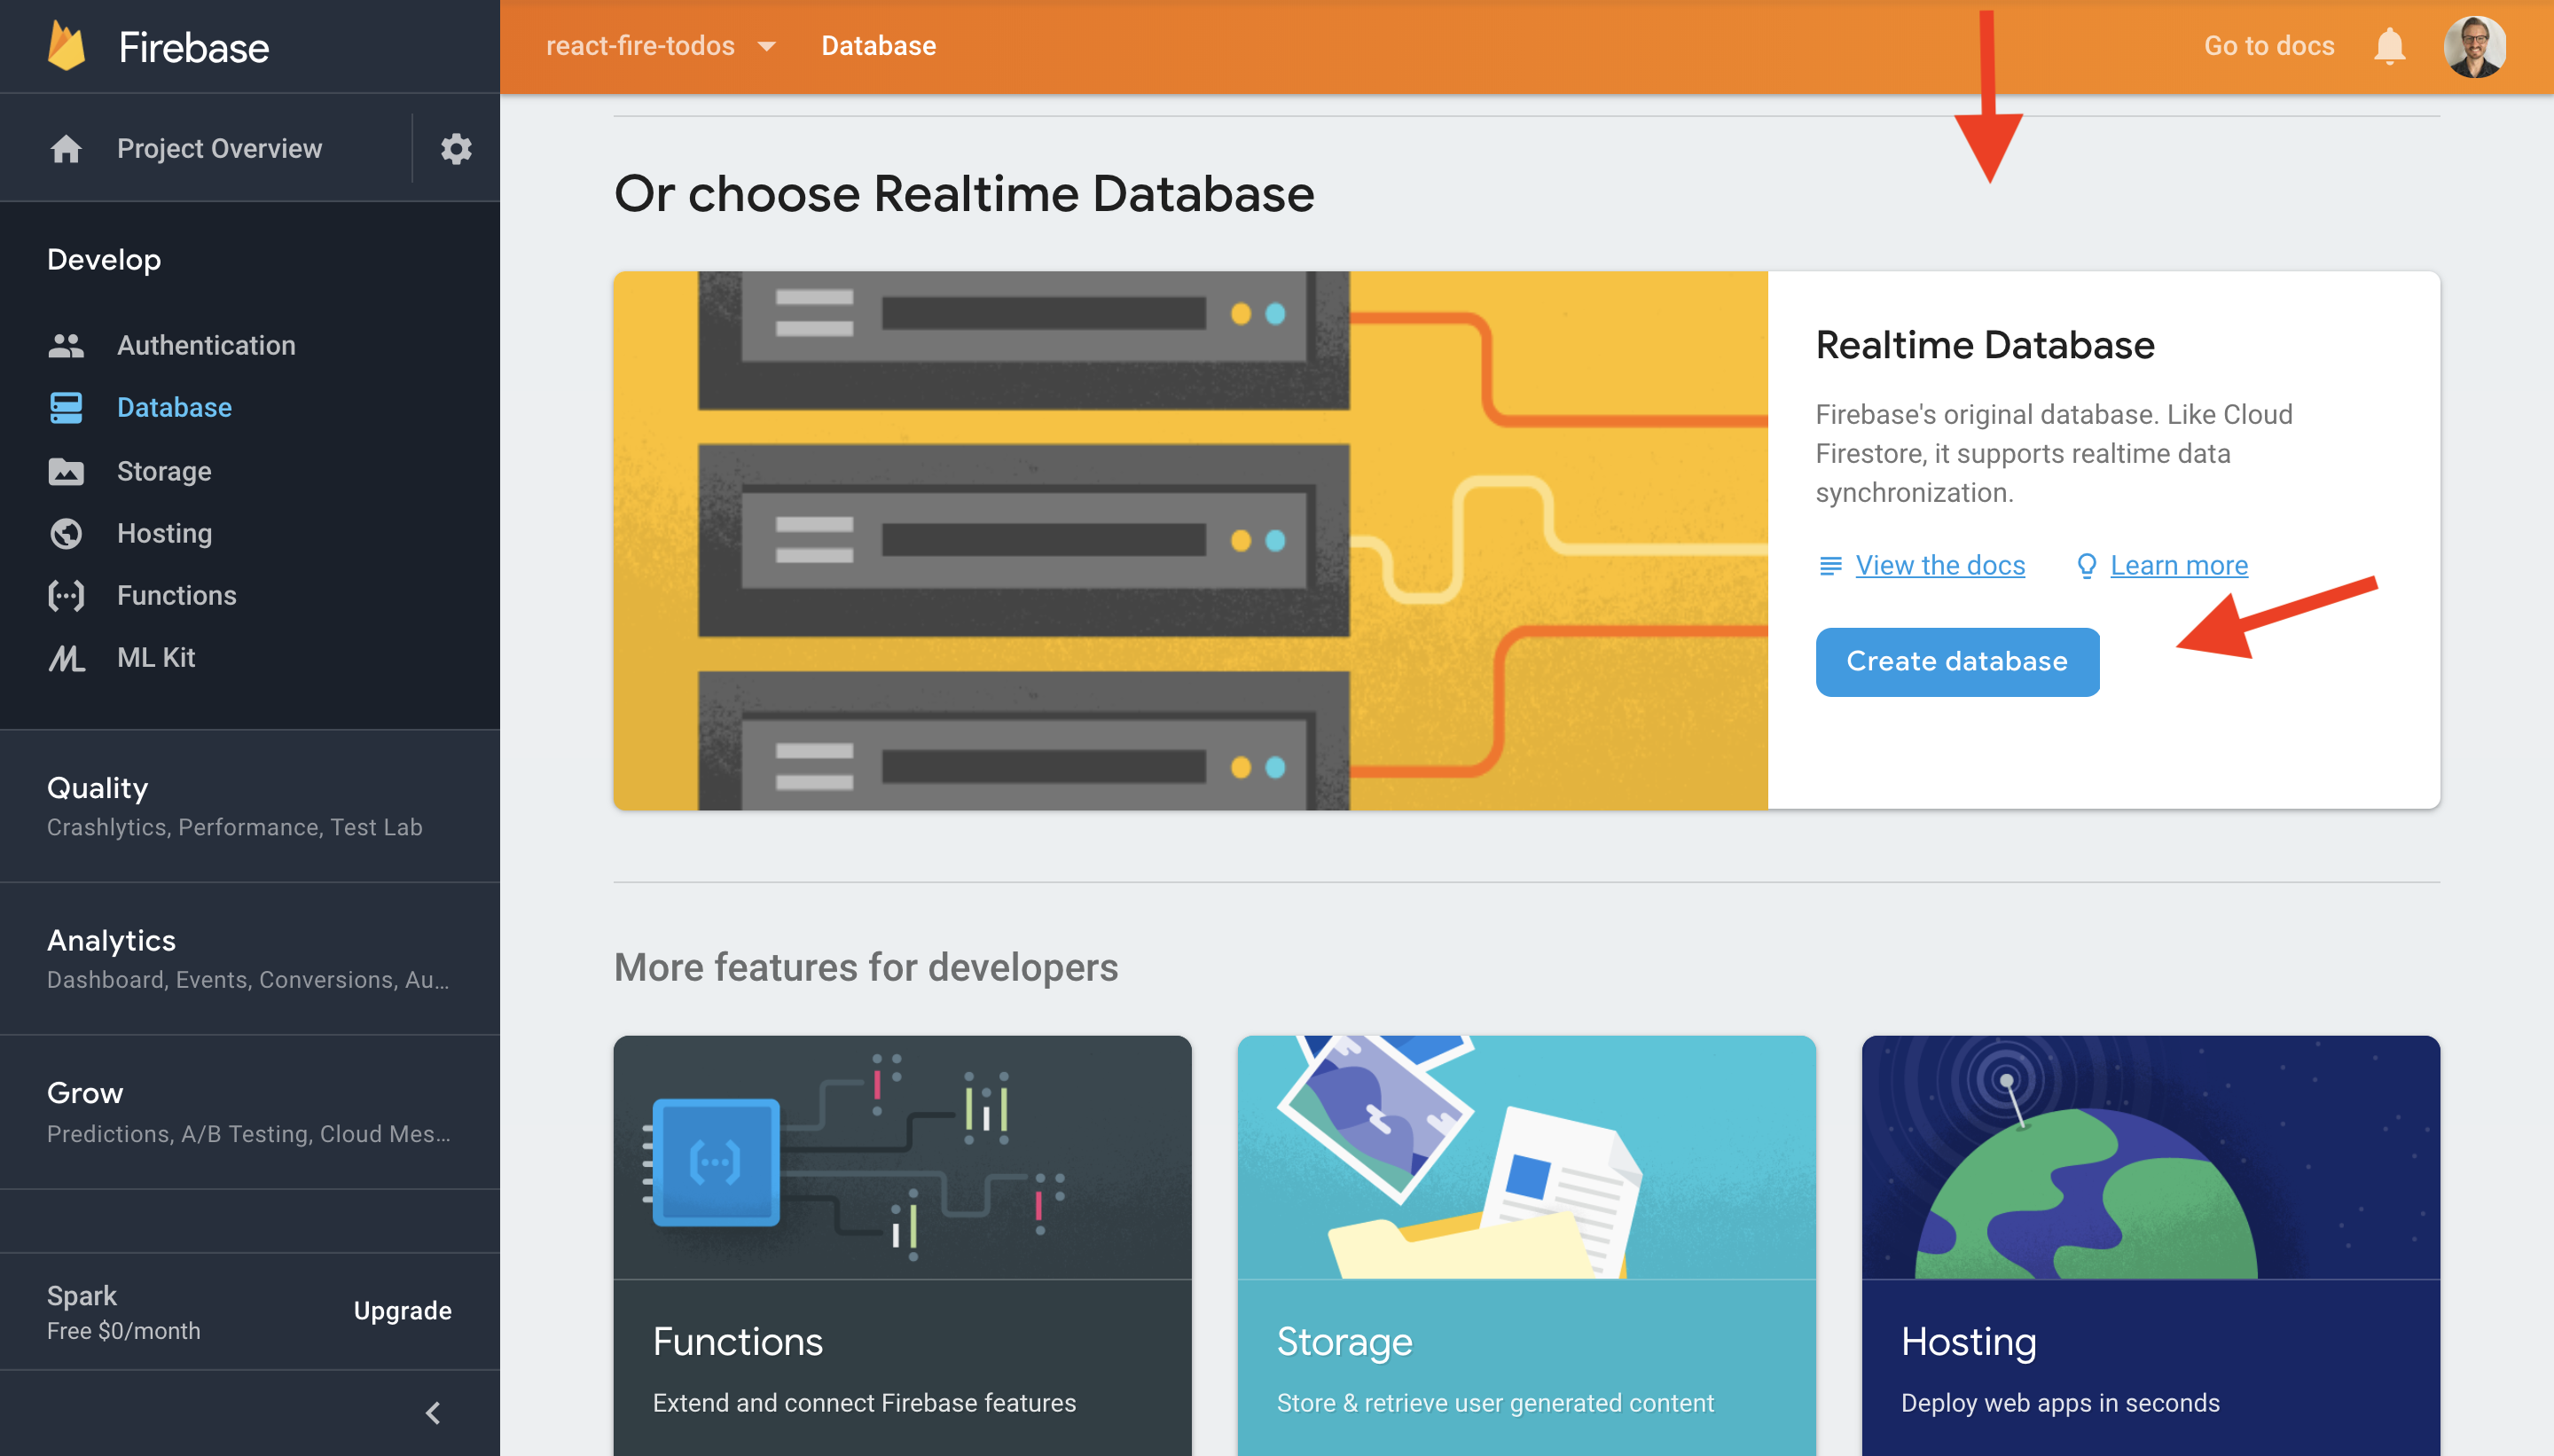 Firebase
Project Overview
Develop
Authentication
Database
Storage
Hosting
Functions
ML Kit
Quality
Crashlytics, Performance, Test Lab
Analytics
Dashboard, Events, Conversions, Au...
Grow
Predictions, A/B Testing, Cloud Mes...
Spark
Free $0/month
Upgrade
react-fire-todos
Database
Go to docs
Or choose Realtime Database
Realtime Database
Firebase's original database. Like Cloud
Firestore, it supports realtime data
synchronization.
View the docs
Learn more
Create database
More features for developers
Functions
Extend and connect Firebase features
Storage
Store & retrieve user generated content
Hosting
Deploy web apps in seconds